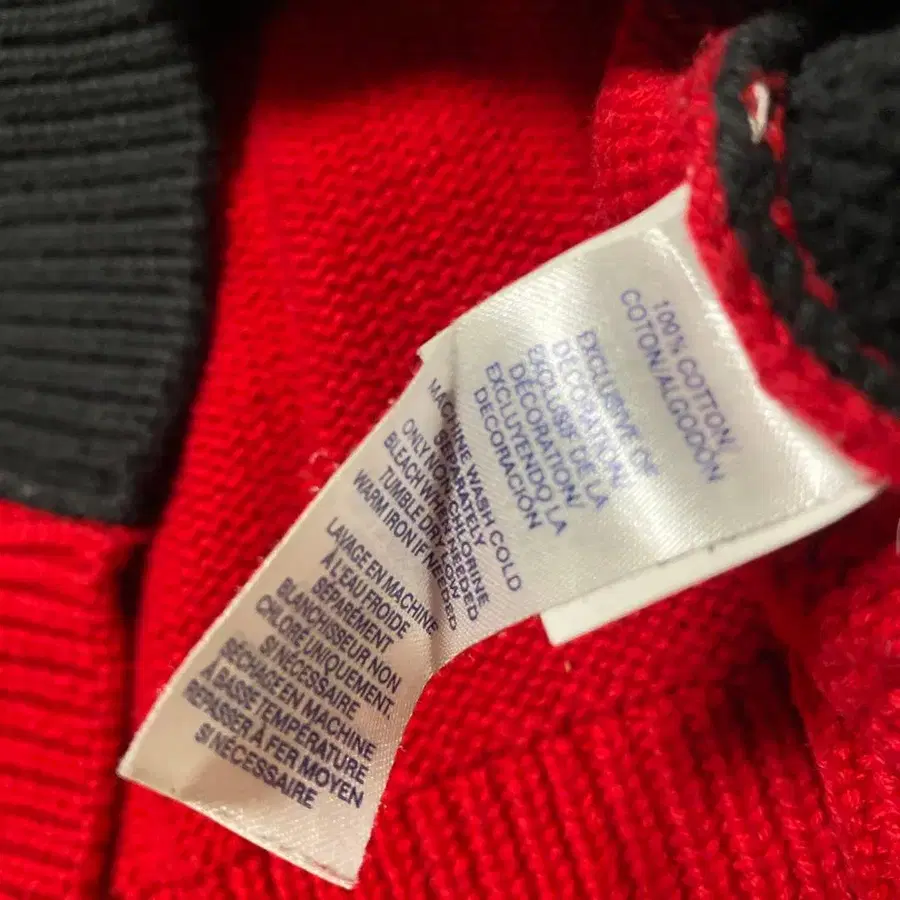 100% COTTON/
COTON/ALGODÓN
EXCLUSIVE OF
DECORATION/
EXCLUSIF DE LA
DÉCORATION/
EXCLUYENDO LA
DECORACIÓN
MACHINE WASH COLD
SEPARATELY
ONLY NON-CHLORINE
BLEACH WHEN NEEDED
TUMBLE DRY LOW
WARM IRON IF NEEDED
LAVAGE EN MACHINE
À L'EAU FROIDE
SÉPARÉMENT
BLANCHISSEUR NON
CHLORÉ UNIQUEMENT,
SI NÉCESSAIRE
SÉCHAGE EN MACHINE
À BASSE TEMPÉRATURE
REPASSER À FER MOYEN
SI NÉCESSAIRE